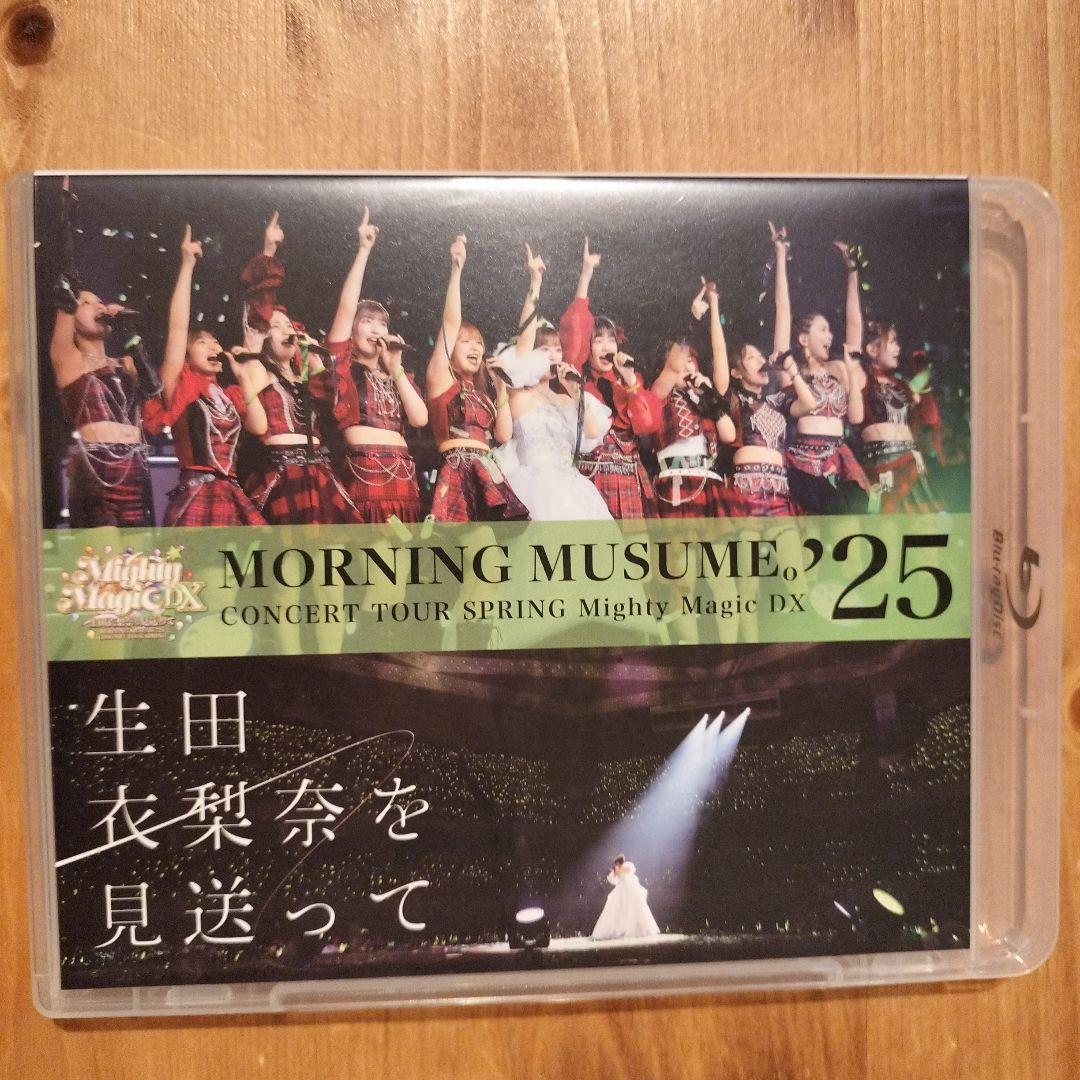 Mighty
Magic DX
MORNING MUSUME。'25
CONCERT TOUR SPRING Mighty Magic DX
生田
衣梨奈を
見送って
Blu-ray Disc